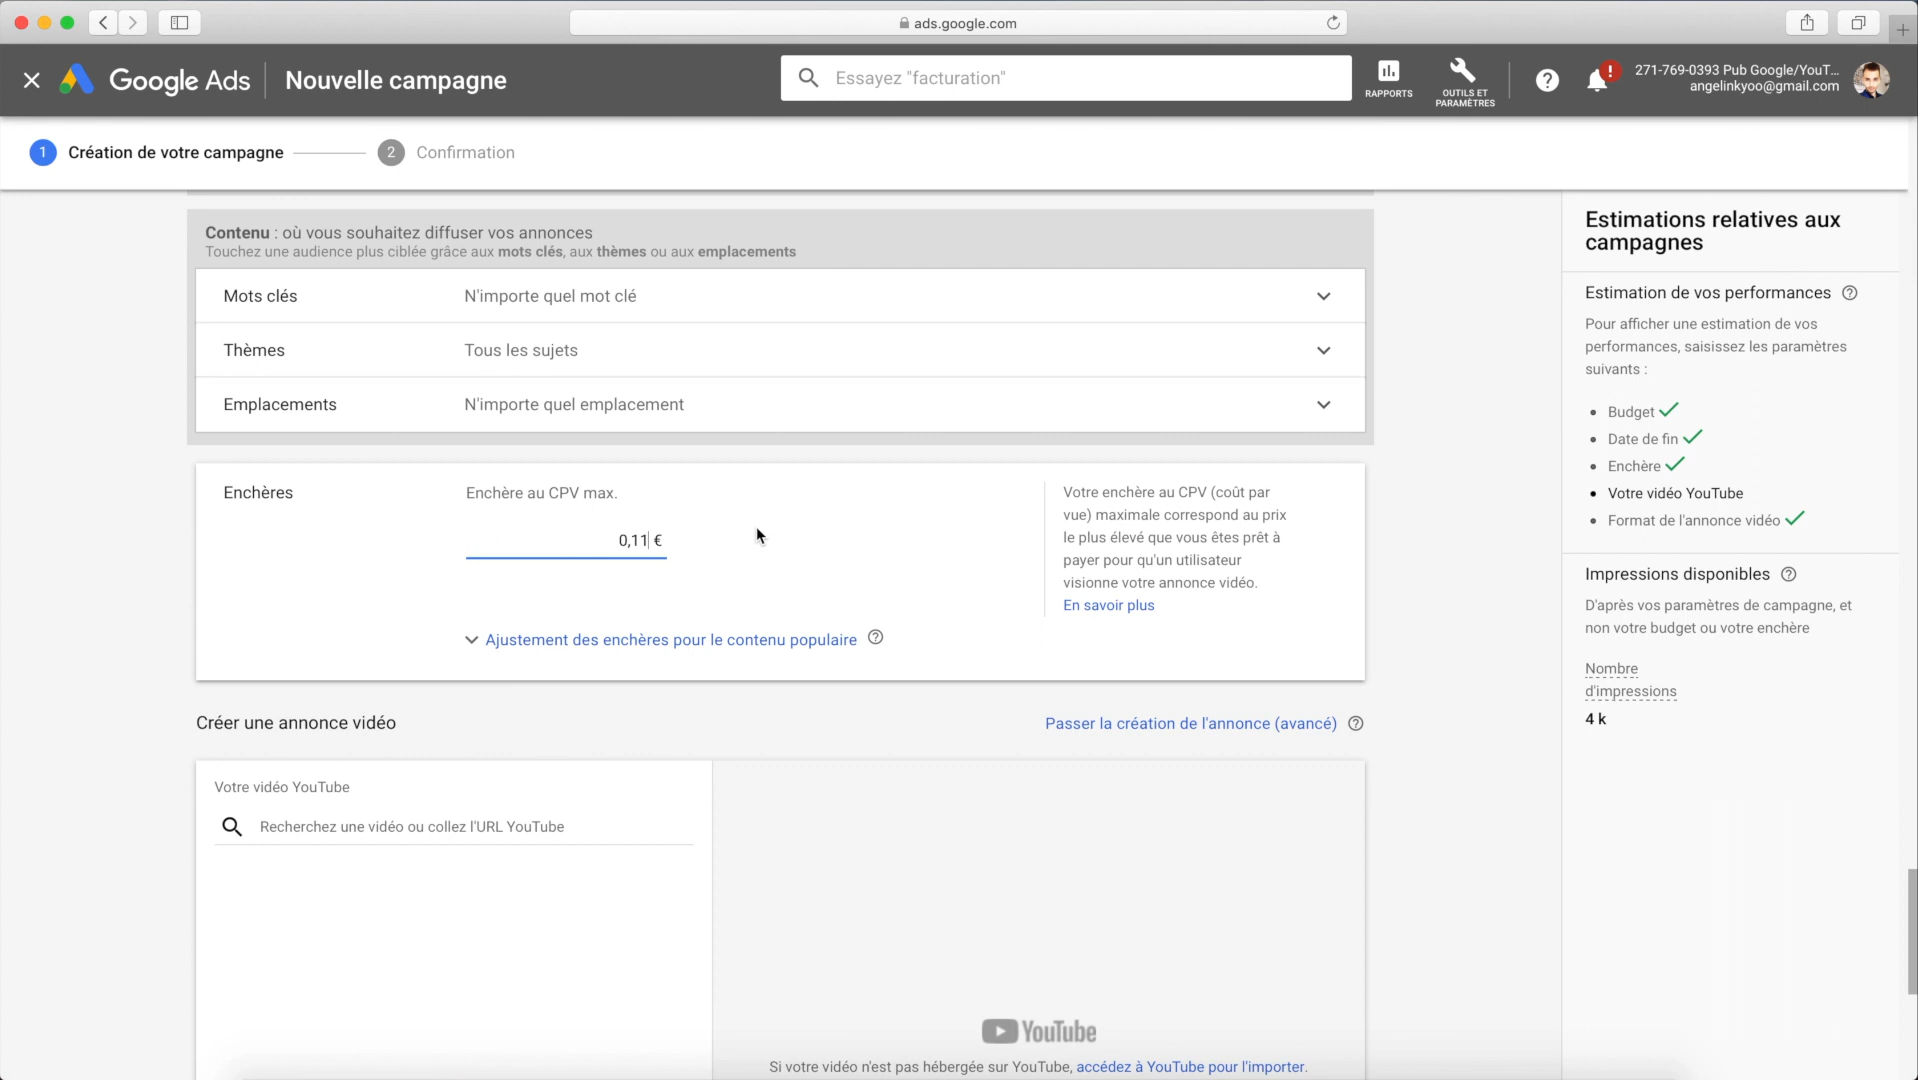 ads.google.com
Google Ads
Nouvelle campagne
Essayez "facturation"
RAPPORTS
OUTILS ET
PARAMÈTRES
271-769-0393 Pub Google/YouT...
angelinkyoo@gmail.com
1 Création de votre campagne
2 Confirmation
Contenu : où vous souhaitez diffuser vos annonces
Touchez une audience plus ciblée grâce aux mots clés, aux thèmes ou aux emplacements
Mots clés N'importe quel mot clé
Thèmes Tous les sujets
Emplacements N'importe quel emplacement
Enchères
Enchère au CPV max.
0,11 €
Votre enchère au CPV (coût par
vue) maximale correspond au prix
le plus élevé que vous êtes prêt à
payer pour qu'un utilisateur
visionne votre annonce vidéo.
En savoir plus
Ajustement des enchères pour le contenu populaire
Créer une annonce vidéo
Passer la création de l'annonce (avancé)
Votre vidéo YouTube
Recherchez une vidéo ou collez l'URL YouTube
YouTube
Si votre vidéo n'est pas hébergée sur YouTube, accédez à YouTube pour l'importer.
Estimations relatives aux
campagnes
Estimation de vos performances
Pour afficher une estimation de vos
performances, saisissez les paramètres
suivants :
Budget
Date de fin
Enchère
Votre vidéo YouTube
Format de l'annonce vidéo
Impressions disponibles
D'après vos paramètres de campagne, et
non votre budget ou votre enchère
Nombre
d'impressions
4 k